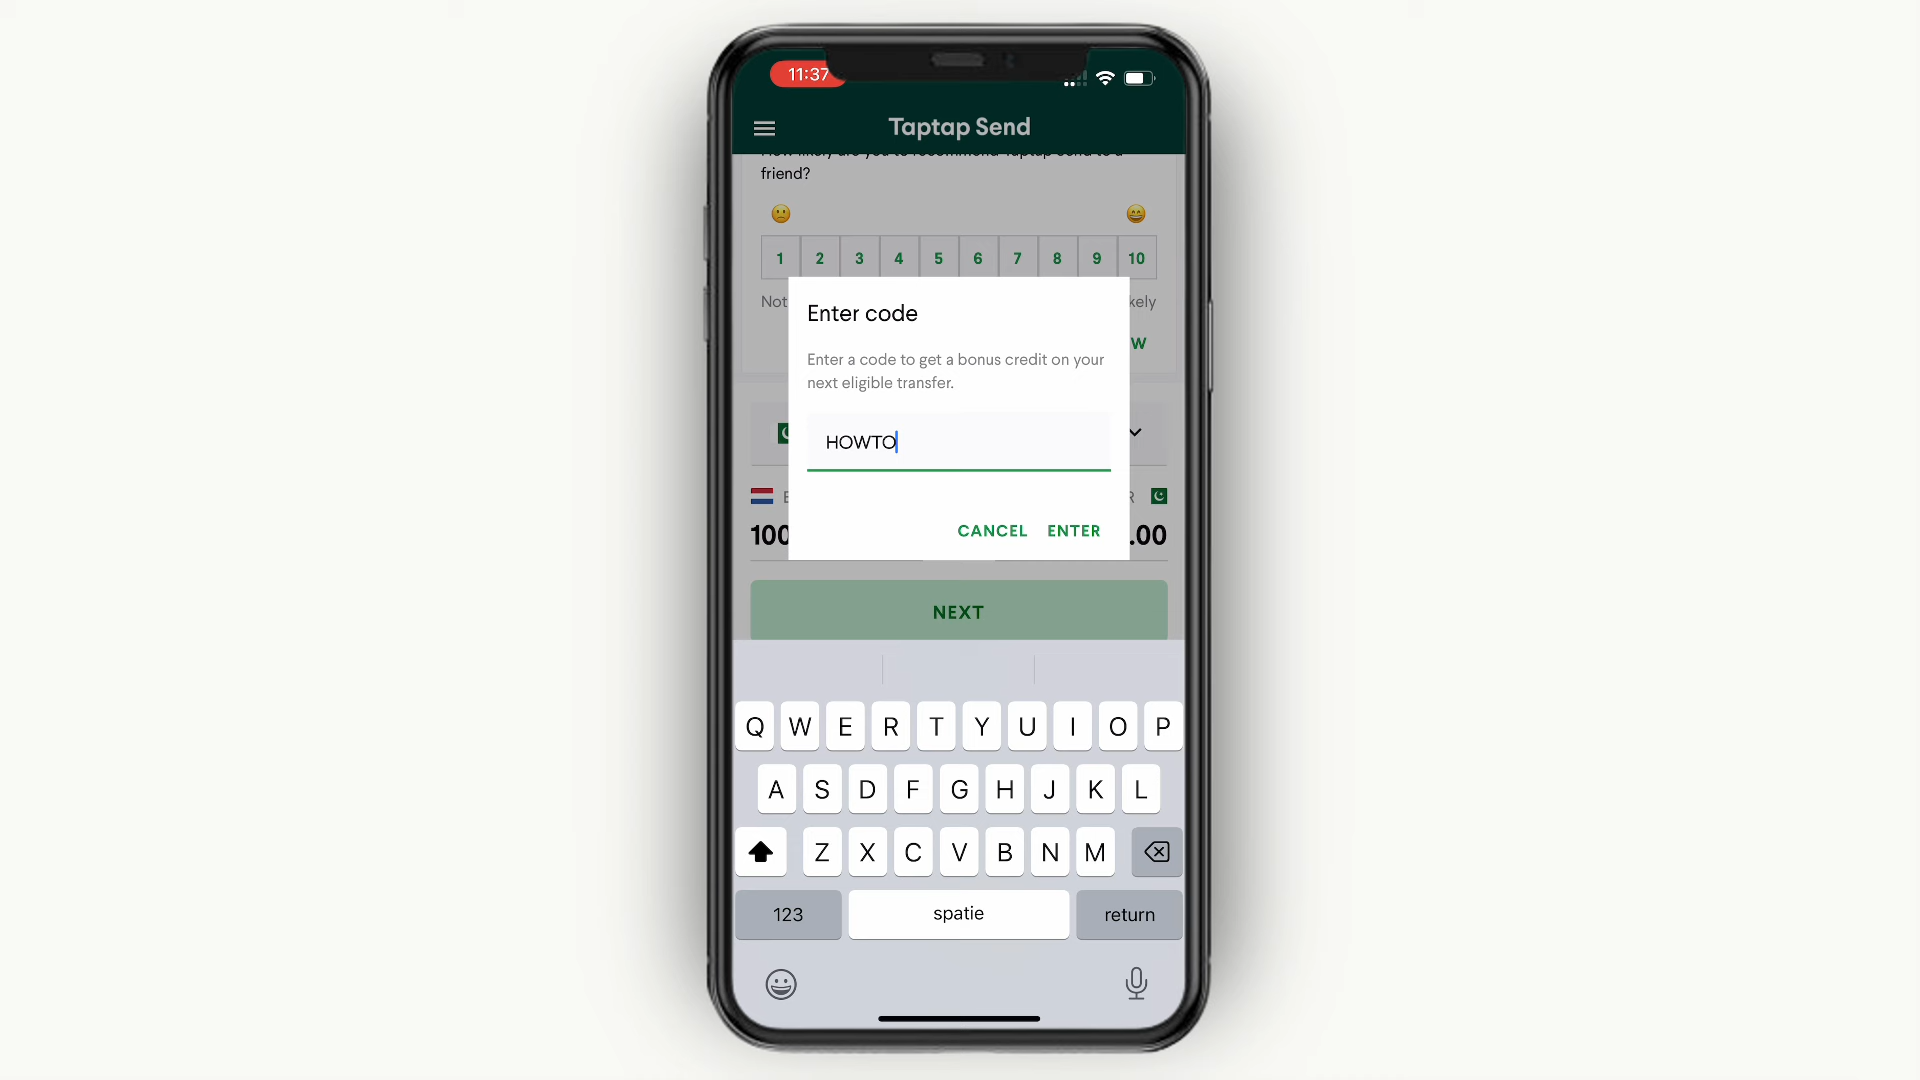 11:37
Taptap Send
friend?
1 2 3 4 5 6 7 8 9 10
Not
kely
W
Enter code
Enter a code to get a bonus credit on your
next eligible transfer.
HOWTO
CANCEL ENTER
100
.00
NEXT
Q W E R T Y U I O P
A S D F G H J K L
Z X C V B N M
123 spatie return